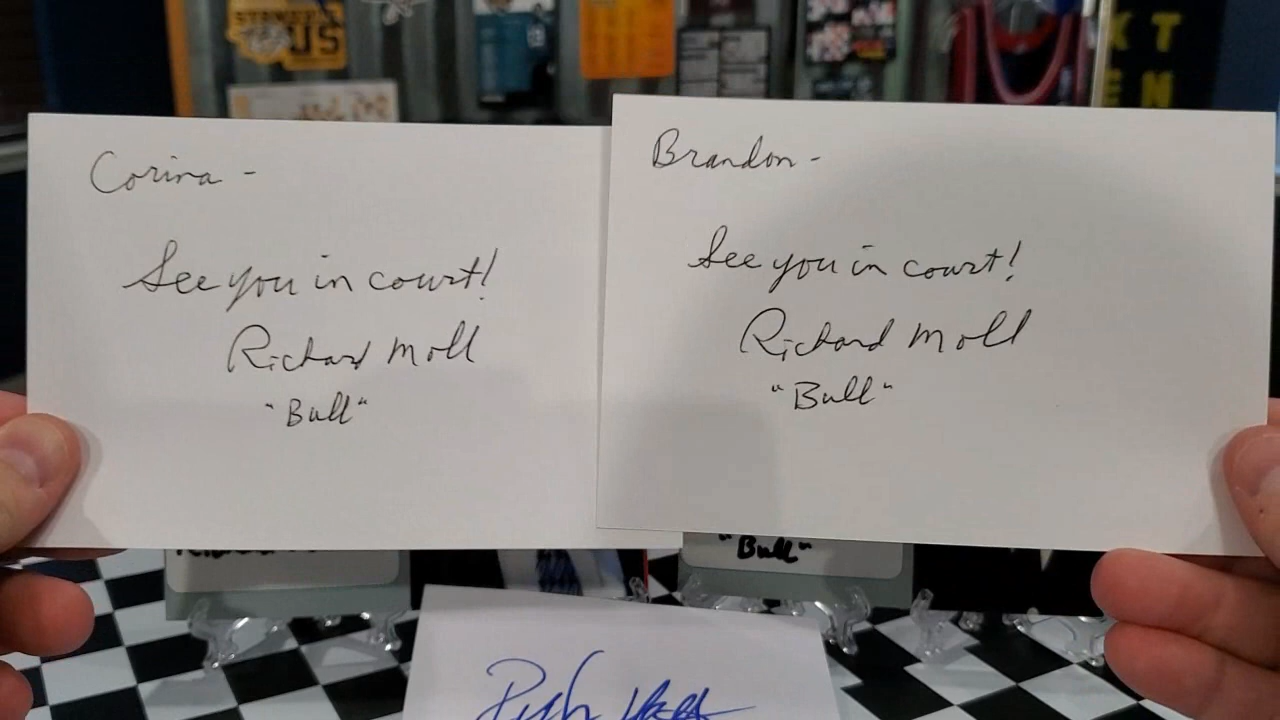 Corina -
See you in court!
Richard Moll
"Bull"
Brandon -
See you in court!
Richard Moll
"Bull"
"Bull"